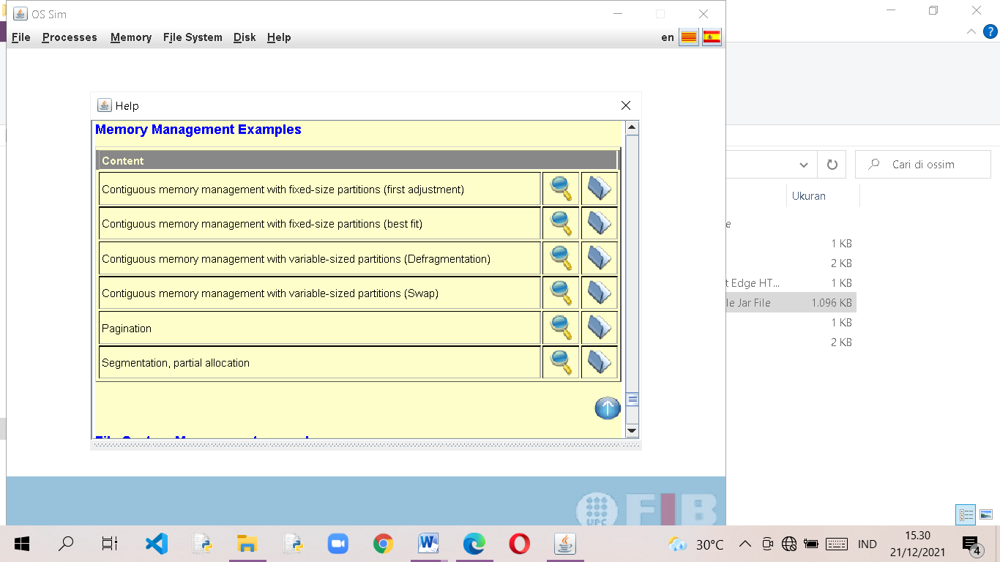 OS Sim
File Processes Memory File System Disk Help
en
Help
Memory Management Examples
Content
Contiguous memory management with fixed-size partitions (first adjustment)
Contiguous memory management with fixed-size partitions (best fit)
Contiguous memory management with variable-sized partitions (Defragmentation)
Contiguous memory management with variable-sized partitions (Swap)
Pagination
Segmentation, partial allocation
UPC FIB
?
Cari di ossim
Ukuran
e
1 KB
2 KB
t Edge HT... 1 KB
le Jar File 1.096 KB
1 KB
2 KB
30°C IND
15.30
21/12/2021
4